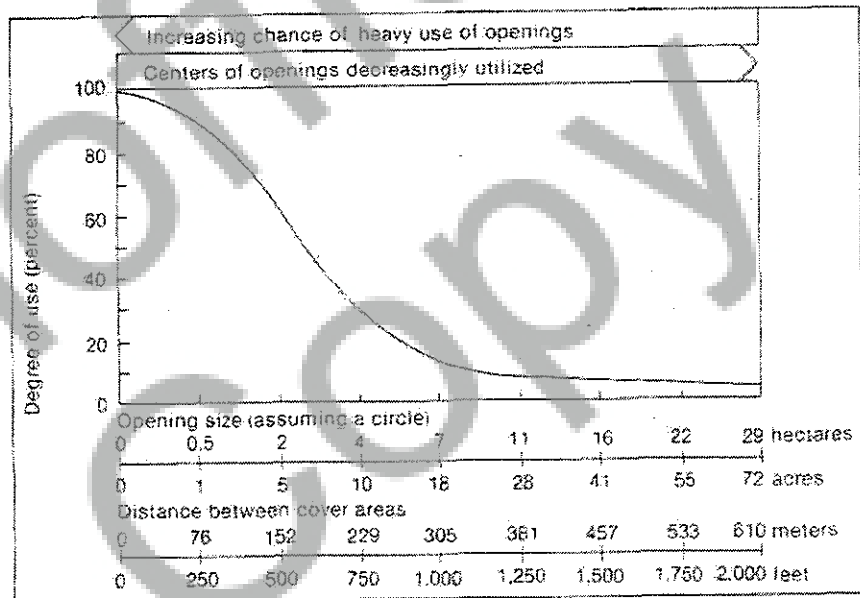 Increasing chance of heavy use of openings
Centers of openings decreasingly utilized
100
80
60
40
20
0
Degree of use (percent)
Opening size (assuming a circle)
0 0.5 2 4 7 11 16 22 29 hectares
0 1 5 10 18 28 41 55 72 acres
Distance between cover areas
0 76 152 229 305 381 457 533 610 meters
0 250 500 750 1,000 1,250 1,500 1,750 2,000 feet
Copy